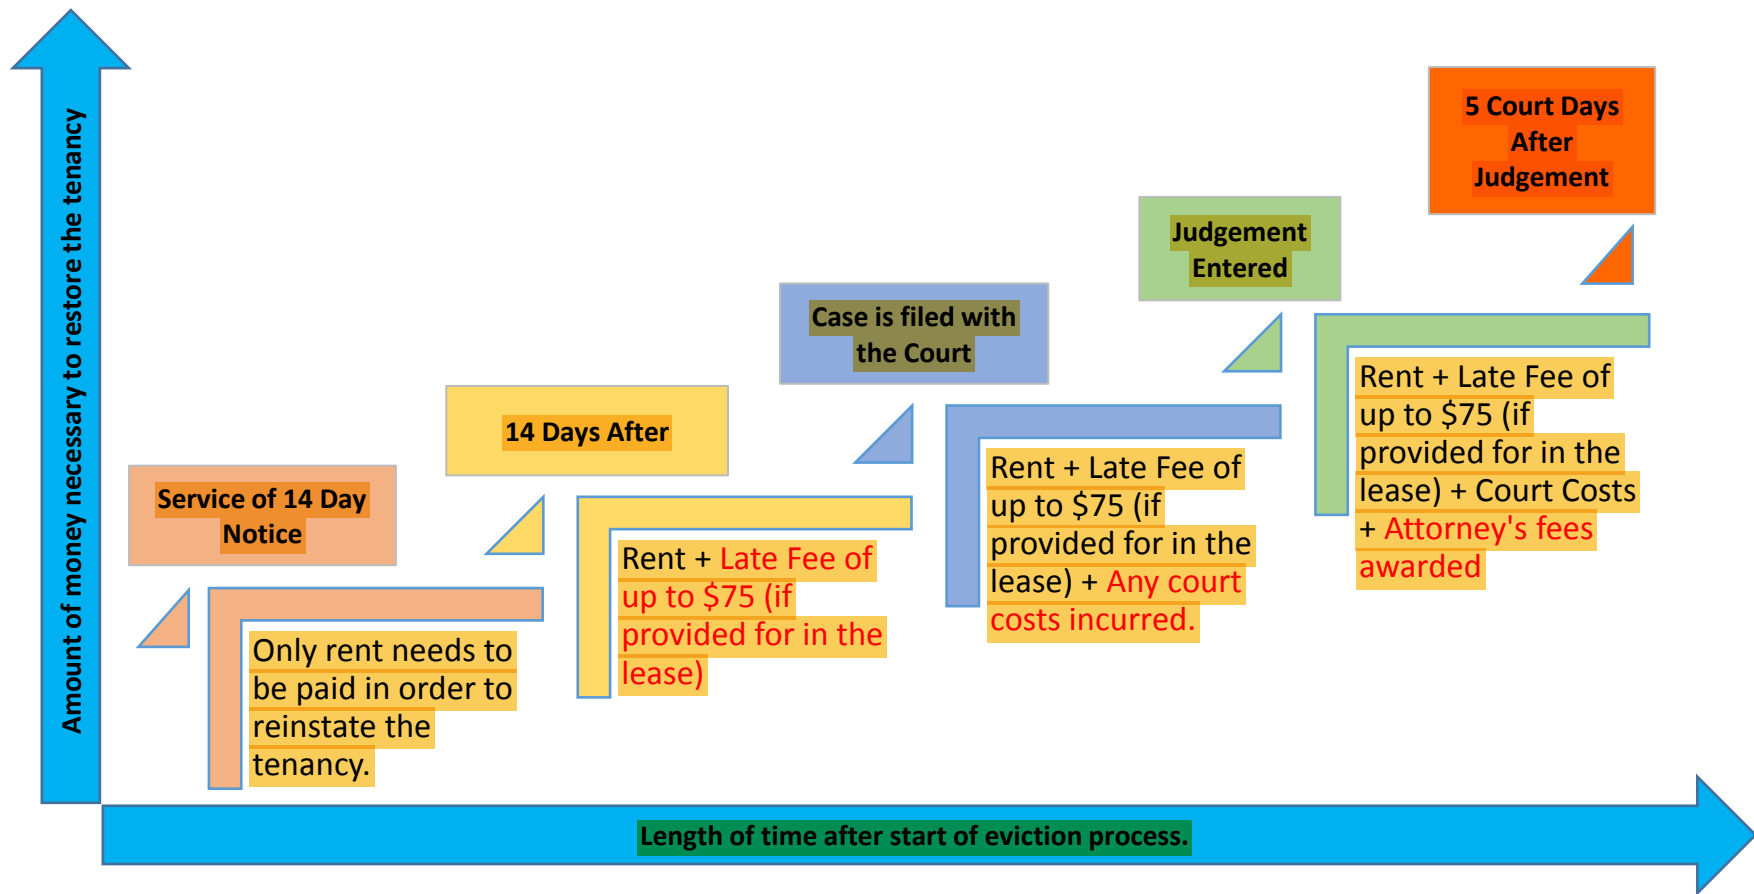 Amount of money necessary to restore the tenancy
Service of 14 Day
Notice
Only rent needs to
be paid in order to
reinstate the
tenancy.
14 Days After
Rent + Late Fee of
up to $75 (if
provided for in the
lease)
Case is filed with
the Court
Rent + Late Fee of
up to $75 (if
provided for in the
lease) + Any court
costs incurred.
Judgement
Entered
Rent + Late Fee of
up to $75 (if
provided for in the
lease) + Court Costs
+ Attorney's fees
awarded
5 Court Days
After
Judgement
Length of time after start of eviction process.